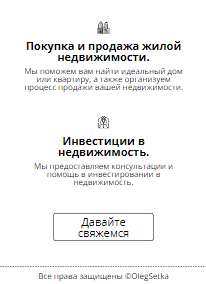 Покупка и продажа жилой
недвижимости.
Мы поможем вам найти идеальный дом
или квартиру, а также организуем
процесс продажи вашей недвижимости.
Инвестиции в
недвижимость.
Мы предоставляем консультации и
помощь в инвестировании в
недвижимость.
Давайте
свяжемся
Все права защищены ©OlegSetka